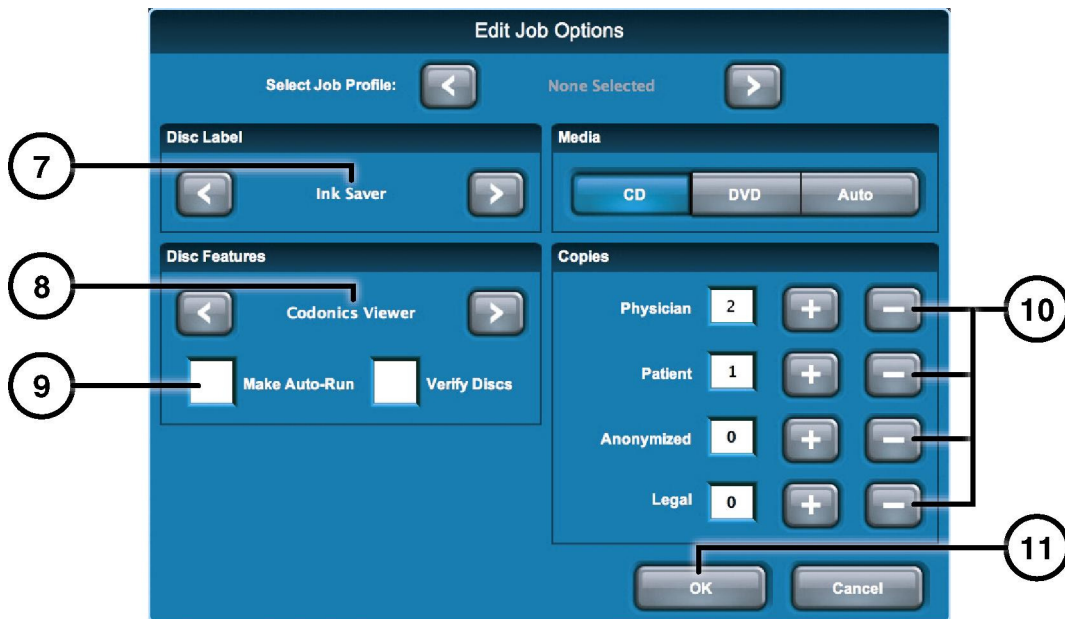 Edit Job Options
Select Job Profile: < None Selected >
Disc Label
7
< Ink Saver >
Media
CD DVD Auto
Disc Features
8
< Codonics Viewer >
9
Make Auto-Run Verify Discs
Copies
Physician 2 + −
10
Patient 1 + −
Anonymized 0 + −
Legal 0 + −
11
OK Cancel